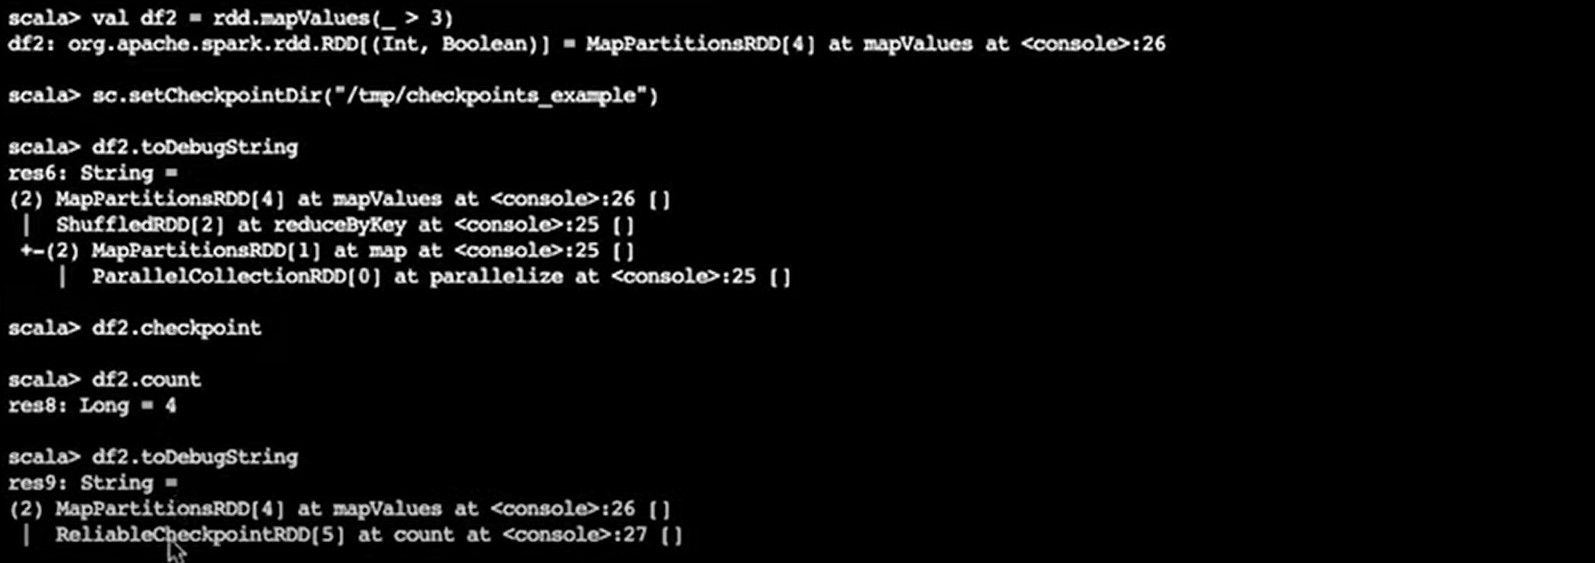 scala> val df2 = rdd.mapValues(_ > 3)
df2: org.apache.spark.rdd.RDD[(Int, Boolean)] = MapPartitionsRDD[4] at mapValues at <console>:26
scala> sc.setCheckpointDir("/tmp/checkpoints_example")
scala> df2.toDebugString
res6: String =
(2) MapPartitionsRDD[4] at mapValues at <console>:26 []
 |  ShuffledRDD[2] at reduceByKey at <console>:25 []
 +-(2) MapPartitionsRDD[1] at map at <console>:25 []
    |  ParallelCollectionRDD[0] at parallelize at <console>:25 []
scala> df2.checkpoint
scala> df2.count
res8: Long = 4
scala> df2.toDebugString
res9: String =
(2) MapPartitionsRDD[4] at mapValues at <console>:26 []
 |  ReliableCheckpointRDD[5] at count at <console>:27 []